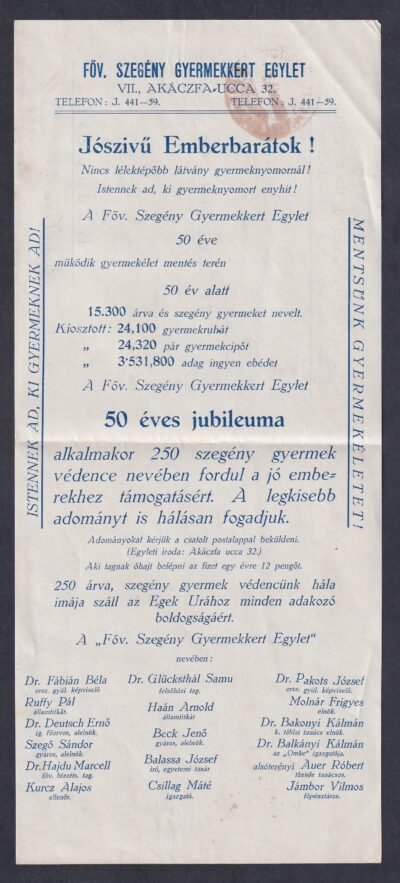 FŐV. SZEGÉNY GYERMEKKERT EGYLET
VII., AKÁCZFA-UCCA 32.
TELEFON: J. 441—59. TELEFON: J. 441—59.
Jószivű Emberbarátok !
Nincs lélektépőbb látvány gyermeknyomornál!
Istennek ad, ki gyermeknyomort enyhit!
A Főv. Szegény Gyermekkert Egylet
50 éve
működik gyermekélet mentés terén
50 év alatt
15.300 árva és szegény gyermeket nevelt.
Kiosztott: 24,100 gyermekruhát
„ 24,320 pár gyermekcipőt
„ 3·531,800 adag ingyen ebédet
A Főv. Szegény Gyermekkert Egylet
50 éves jubileuma
alkalmakor 250 szegény gyermek
védence nevében fordul a jó embe-
rekhez támogatásért. A legkisebb
adományt is hálásan fogadjuk.
Adományokat kérjük a csatolt postalappal beküldeni.
(Egyleti iroda: Akáczfa ucca 32.)
Aki tagnak óhajt belépni az fizet egy évre 12 pengőt.
250 árva, szegény gyermek védencünk hála
imája száll az Egek Urához minden adakozó
boldogságáért.
A „Főv. Szegény Gyermekkert Egylet"
nevében:
ISTENNEK AD, KI GYERMEKNEK AD!
MENTSÜNK GYERMEKÉLETET!
Dr. Fábián Béla
orsz. gyül. képviselő
Ruffy Pál
államtitkár.
Dr. Deutsch Ernő
ig. főorvos, alelnök.
Szegő Sándor
gyáros, alelnök.
Dr. Hajdu Marcell
föv. bizotts. tag.
Kurcz Alajos
ellenőr.
Dr. Glücksthál Samu
felsőházi tag.
Haán Arnold
államtitkár
Beck Jenő
gyáros, alelnök.
Balassa József
író, egyetemi tanár
Csillag Máté
igazgató.
Dr. Pakots József
orsz. gyül. képviselő.
Molnár Frigyes
elnök.
Dr. Bakonyi Kálmán
k. táblai tanács elnök.
Dr. Balkányi Kálmán
az „Omke" igazgatója.
alsóterényi Auer Róbert
tőzsde tanácsos.
Jámbor Vilmos
főpénztáros.